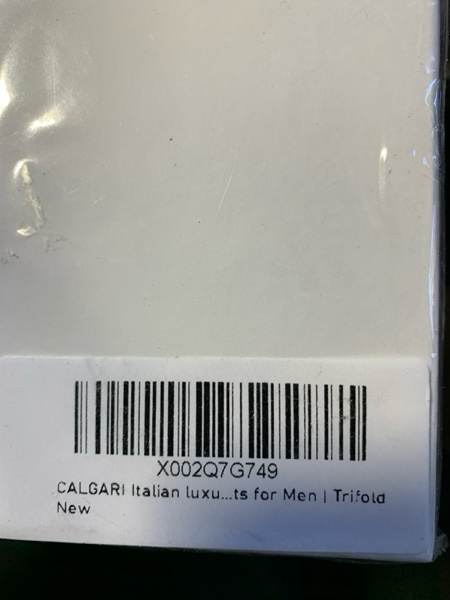 X002Q7G749
CALGARI Italian luxu...ts for Men | Trifold
New